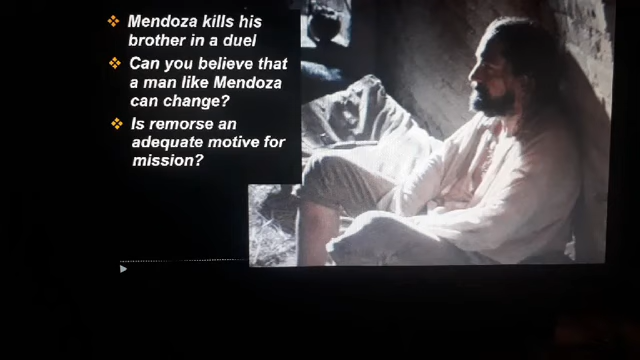 Mendoza kills his
brother in a duel
Can you believe that
a man like Mendoza
can change?
Is remorse an
adequate motive for
mission?